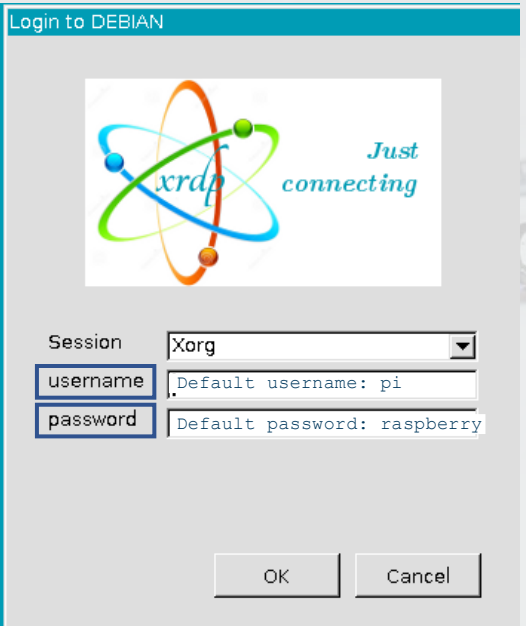 Login to DEBIAN
xrdp
Just
connecting
Session
Xorg
username
Default username: pi
password
Default password: raspberry
OK
Cancel